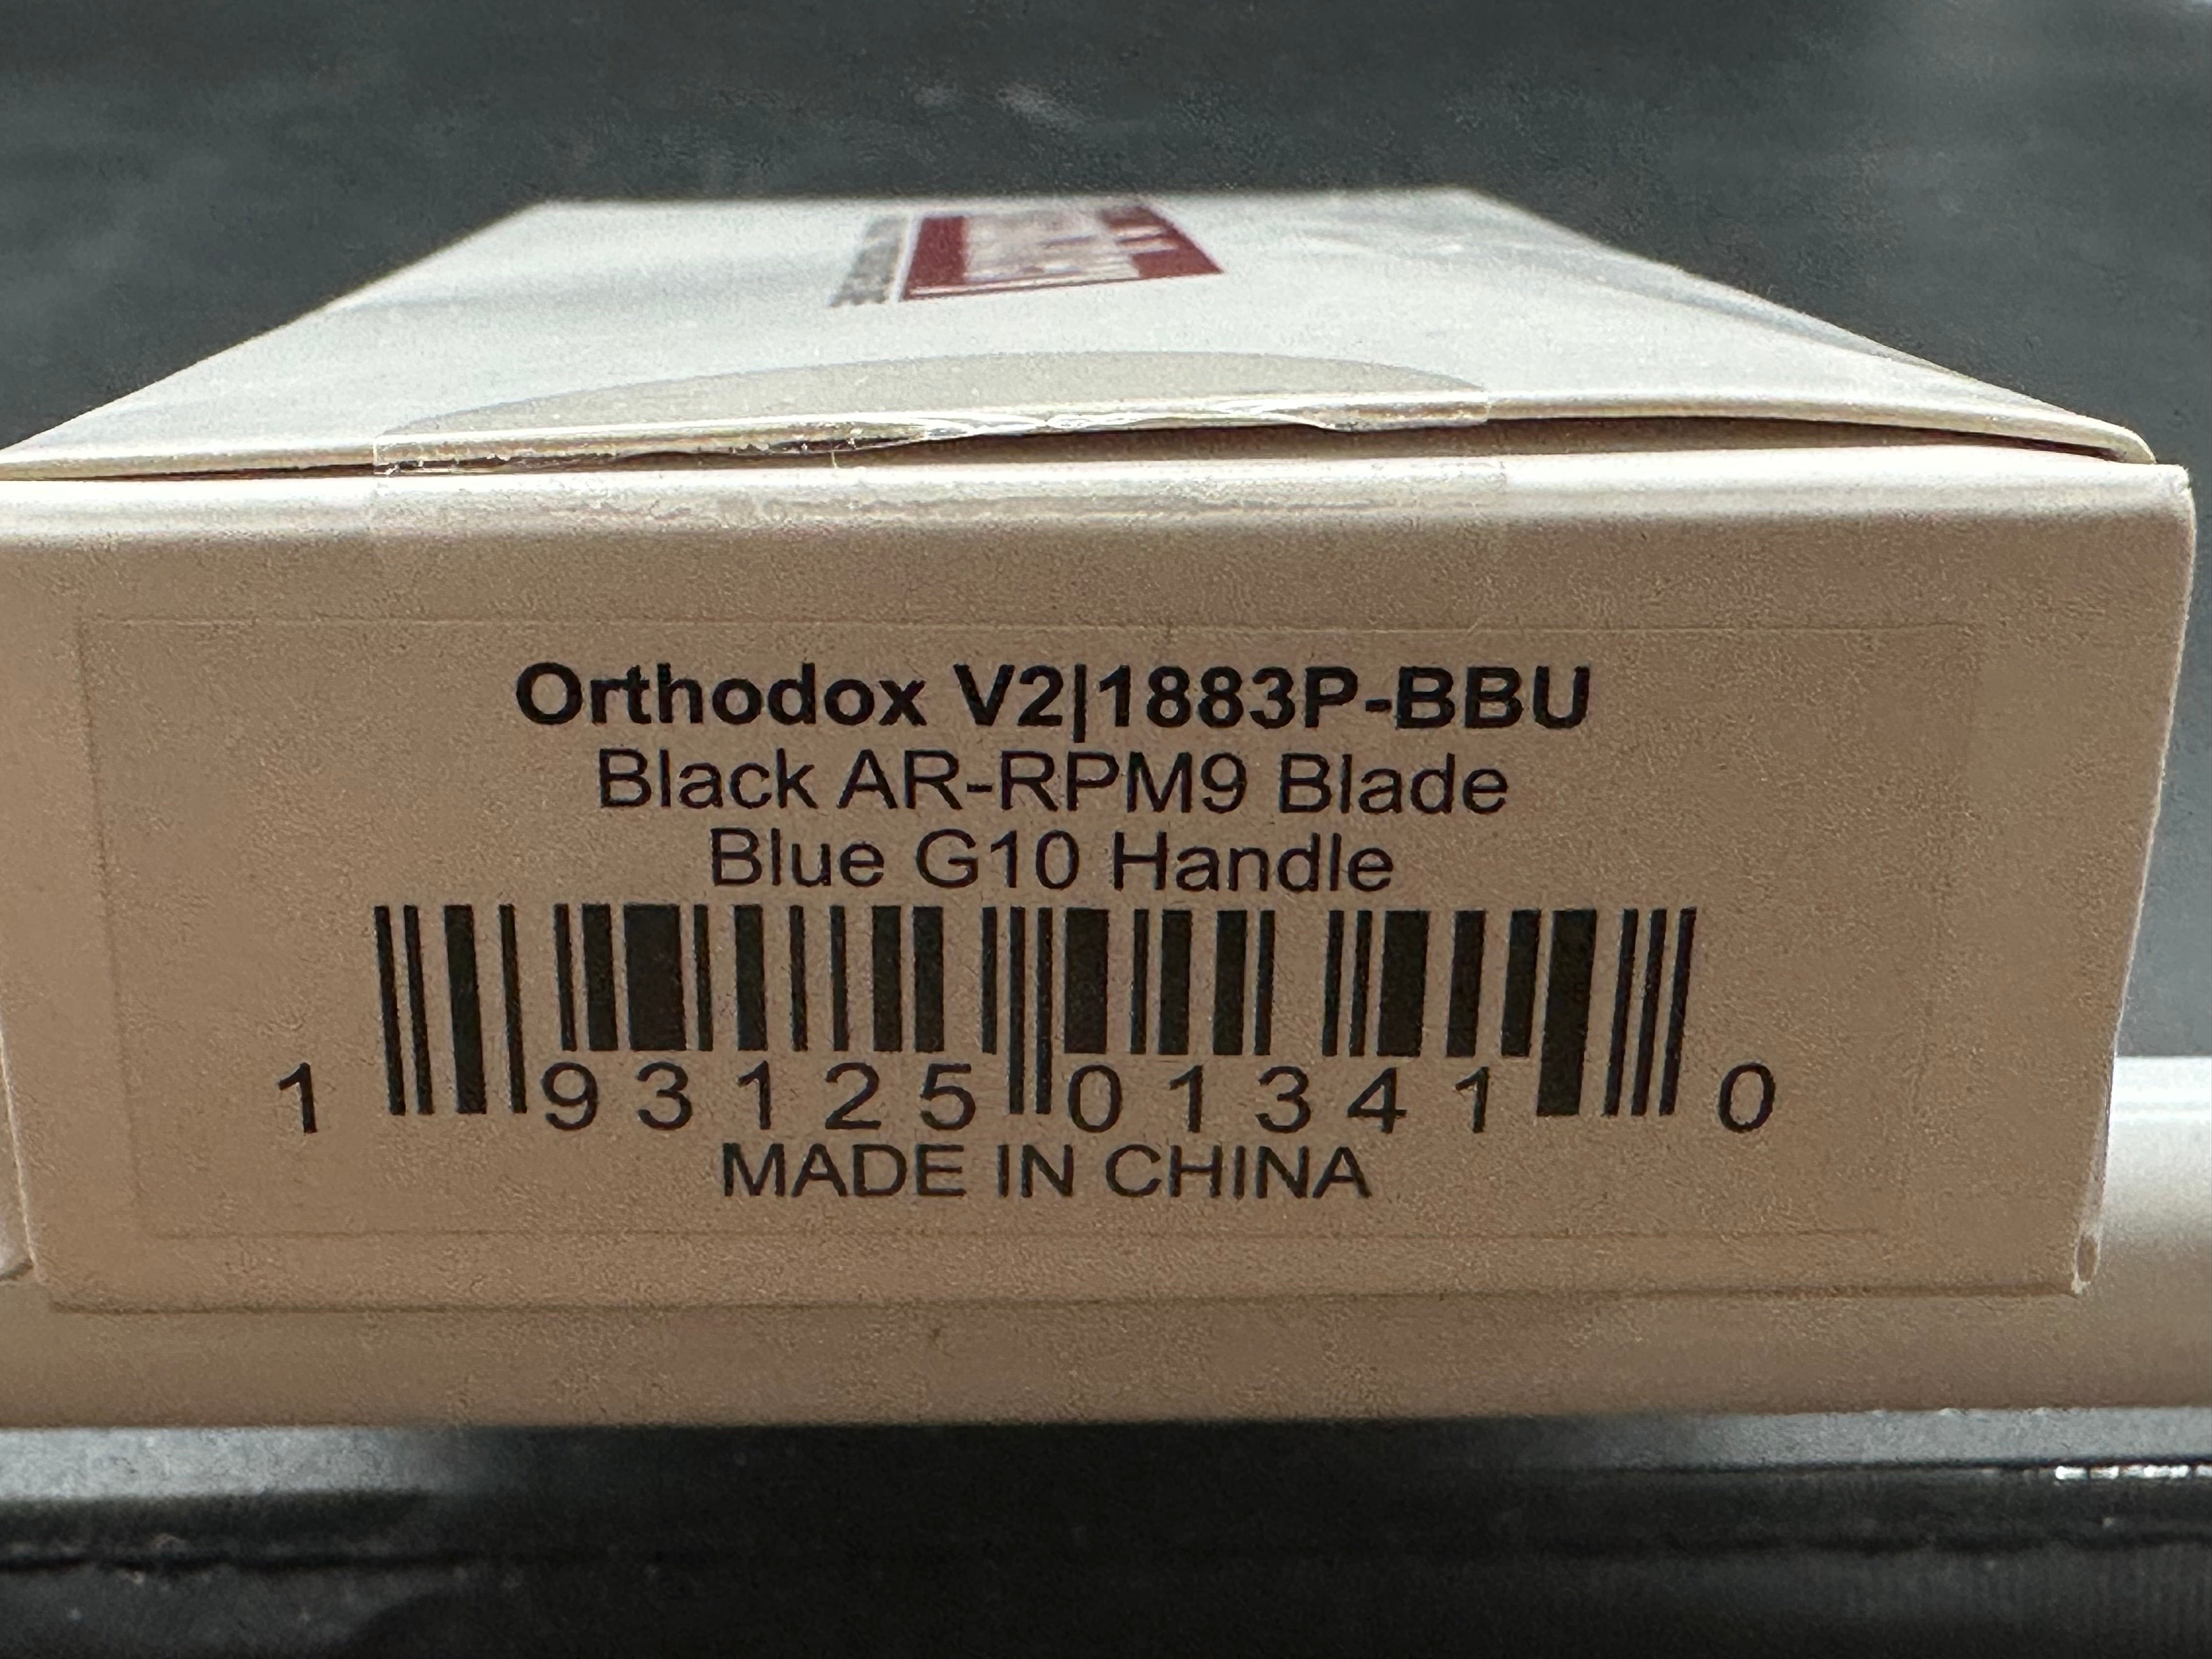 Orthodox V2|1883P-BBU
Black AR-RPM9 Blade
Blue G10 Handle
1 93125 01341 0
MADE IN CHINA